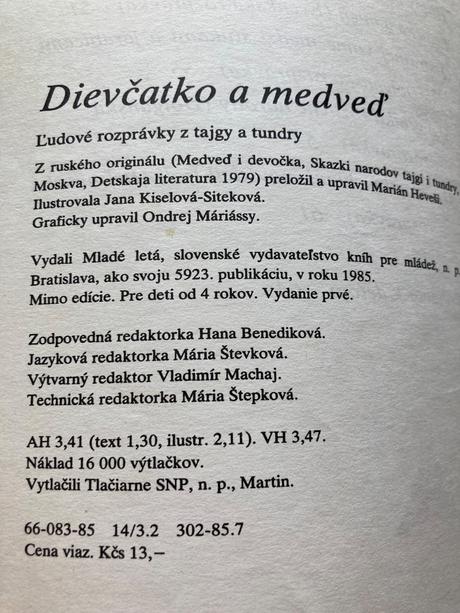 Dievčatko a medveď
Ľudové rozprávky z tajgy a tundry
Z ruského originálu (Medveď i devočka, Skazki narodov tajgi i tundry,
Moskva, Detskaja literatura 1979) preložil a upravil Marián Heveši.
Ilustrovala Jana Kiselová-Siteková.
Graficky upravil Ondrej Máriássy.
Vydali Mladé letá, slovenské vydavateľstvo kníh pre mládež, n. p.
Bratislava, ako svoju 5923. publikáciu, v roku 1985.
Mimo edície. Pre deti od 4 rokov. Vydanie prvé.
Zodpovedná redaktorka Hana Benediková.
Jazyková redaktorka Mária Števková.
Výtvarný redaktor Vladimír Machaj.
Technická redaktorka Mária Štepková.
AH 3,41 (text 1,30, ilustr. 2,11). VH 3,47.
Náklad 16 000 výtlačkov.
Vytlačili Tlačiarne SNP, n. p., Martin.
66-083-85 14/3.2 302-85.7
Cena viaz. Kčs 13,—